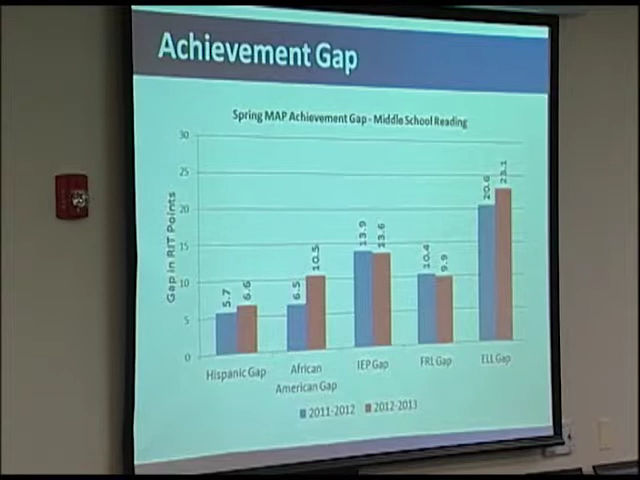 Achievement Gap
Spring MAP Achievement Gap - Middle School Reading
Gap in RIT Points
30
25
20
15
10
5
0
5.7
6.6
6.5
10.5
13.9
13.6
10.4
9.9
20.6
23.1
Hispanic Gap
African
American Gap
IEP Gap
FRL Gap
ELL Gap
2011-2012
2012-2013